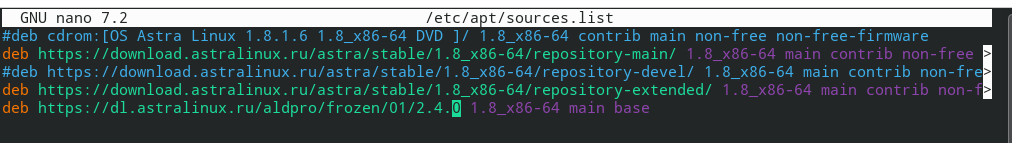 GNU nano 7.2 /etc/apt/sources.list
#deb cdrom:[OS Astra Linux 1.8.1.6 1.8_x86-64 DVD ]/ 1.8_x86-64 contrib main non-free non-free-firmware
deb https://download.astralinux.ru/astra/stable/1.8_x86-64/repository-main/ 1.8_x86-64 main contrib non-free >
#deb https://download.astralinux.ru/astra/stable/1.8_x86-64/repository-devel/ 1.8_x86-64 main contrib non-fre>
deb https://download.astralinux.ru/astra/stable/1.8_x86-64/repository-extended/ 1.8_x86-64 main contrib non-f>
deb https://dl.astralinux.ru/aldpro/frozen/01/2.4.0 1.8_x86-64 main base